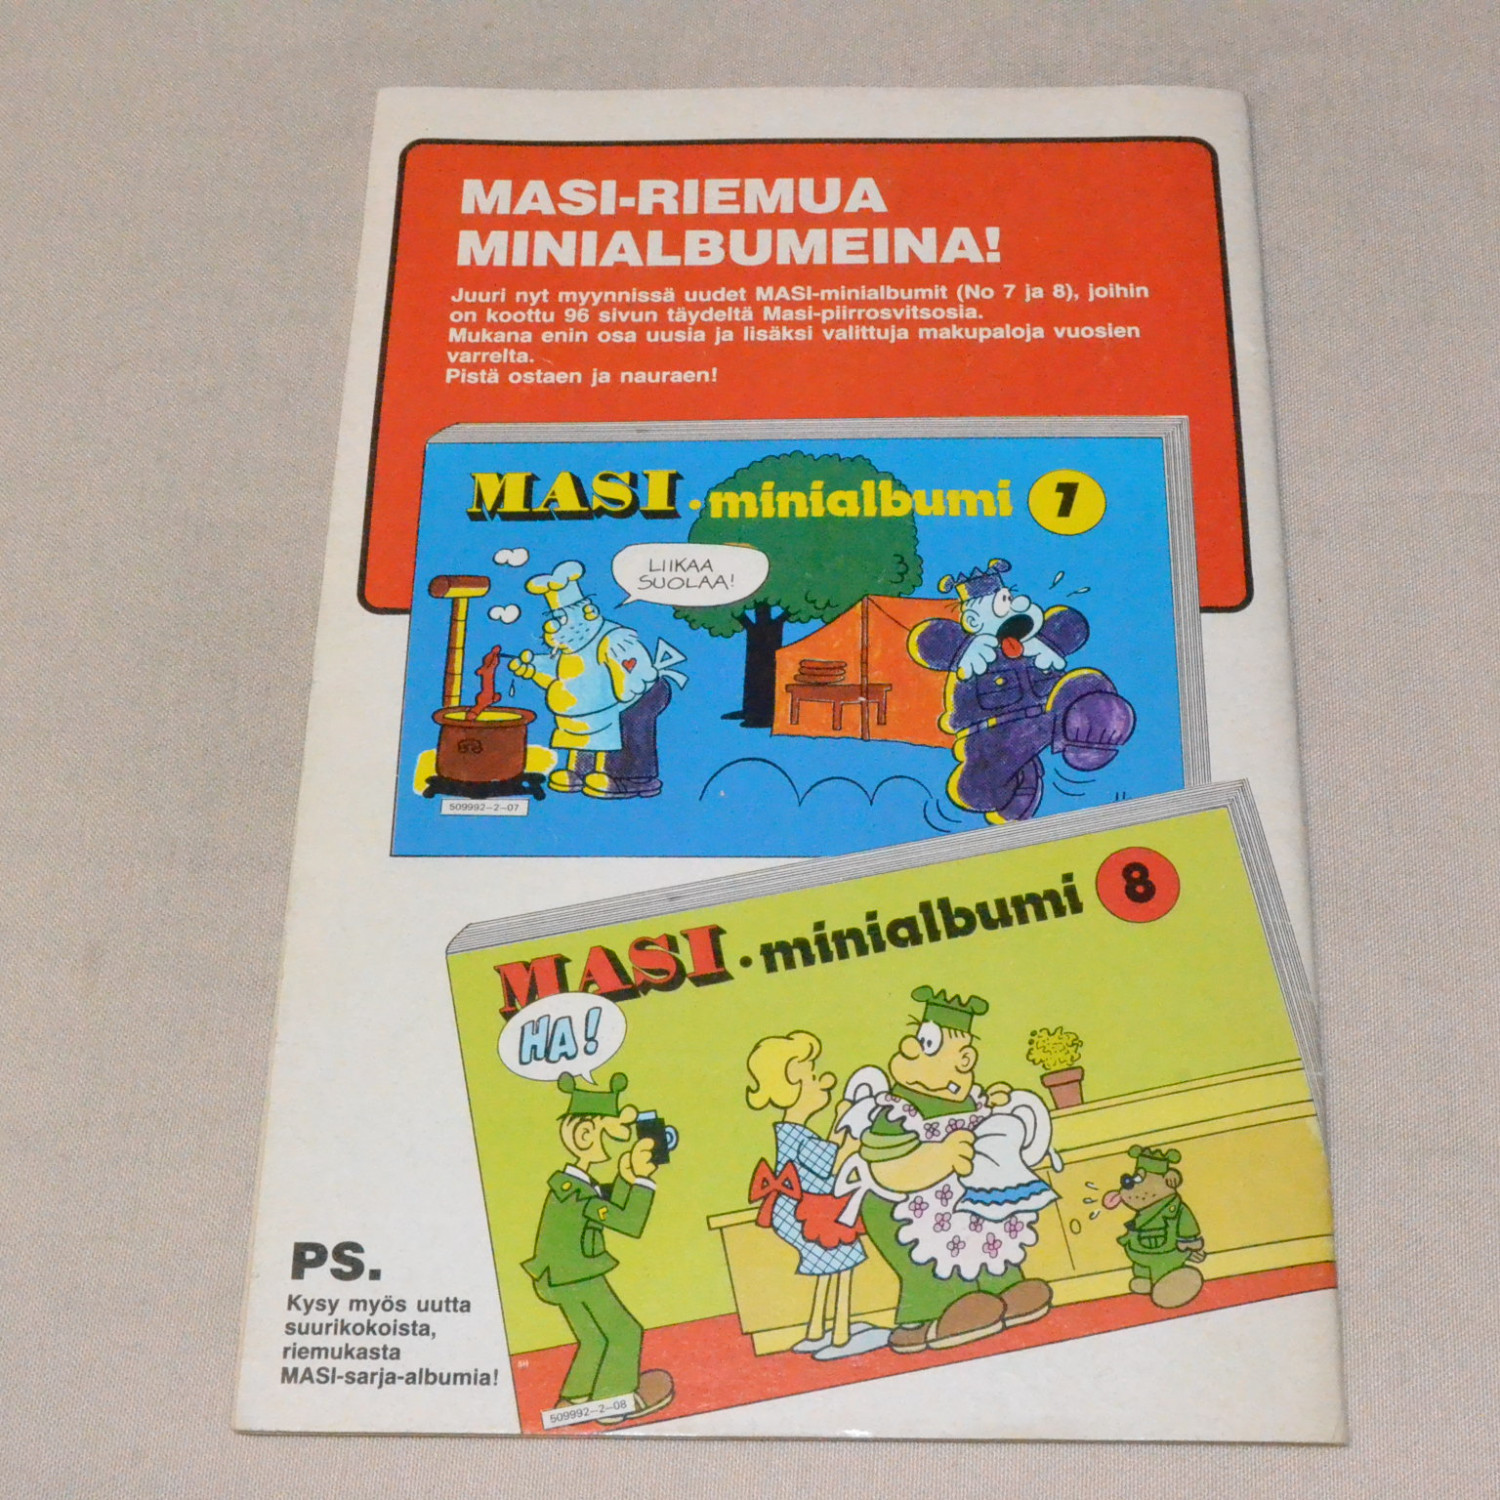 MASI-RIEMUA
MINIALBUMEINA!
Juuri nyt myynnissä uudet MASI-minialbumit (No 7 ja 8), joihin
on koottu 96 sivun täydeltä Masi-piirrosvitsosia.
Mukana enin osa uusia ja lisäksi valittuja makupaloja vuosien
varrelta.
Pistä ostaen ja nauraen!
MASI • minialbumi 7
LIIKAA
SUOLAA!
509992-2-07
MASI • minialbumi 8
HA!
SH
509992-2-08
PS.
Kysy myös uutta
suurikokoista,
riemukasta
MASI-sarja-albumia!